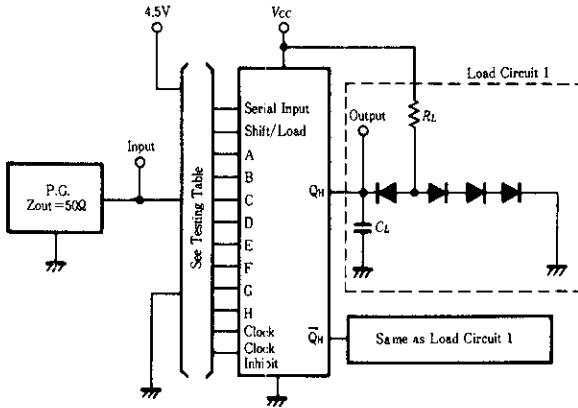 4.5V
VCC
Load Circuit 1
Serial Input
Shift/Load
Output
RL
Input
A
B
P.G.
Zout=50Ω
See Testing Table
C
QH
D
E
CL
F
G
H
Clock
Q̅H
Same as Load Circuit 1
Clock
Inhibit